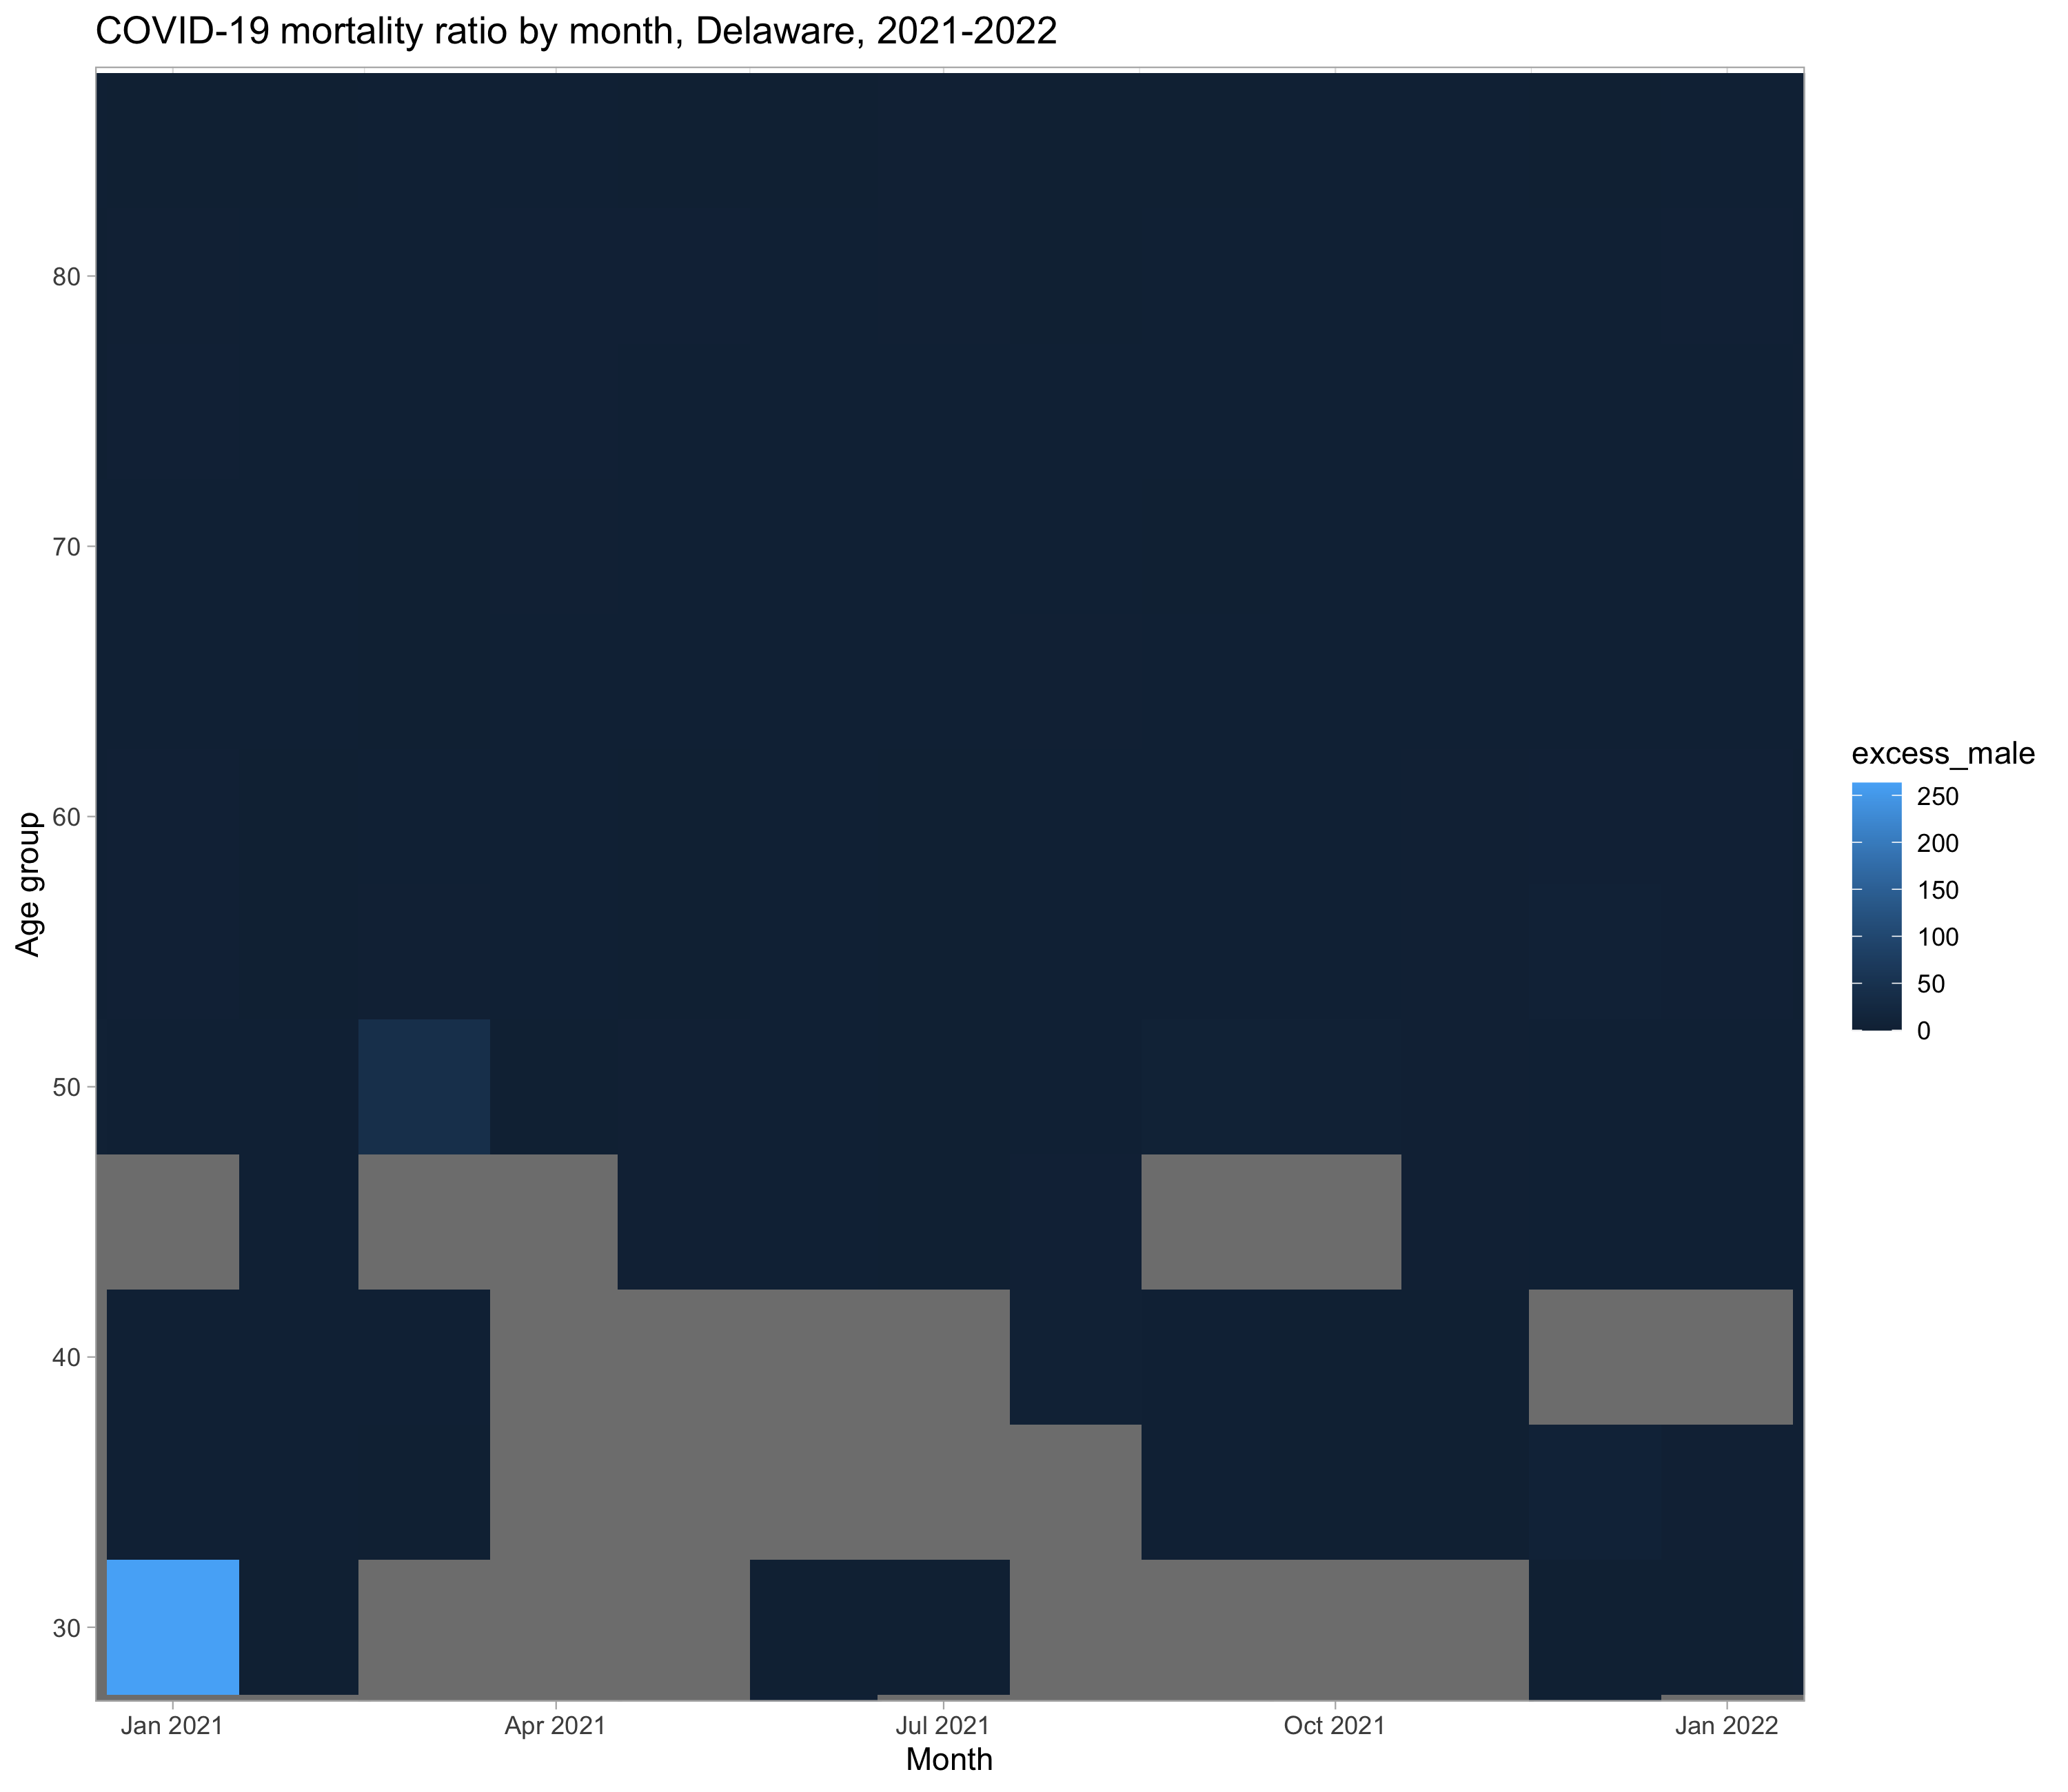 COVID-19 mortality ratio by month, Delaware, 2021-2022
80
70
60
50
40
30
Age group
Jan 2021
Apr 2021
Jul 2021
Oct 2021
Jan 2022
Month
excess_male
250
200
150
100
50
0